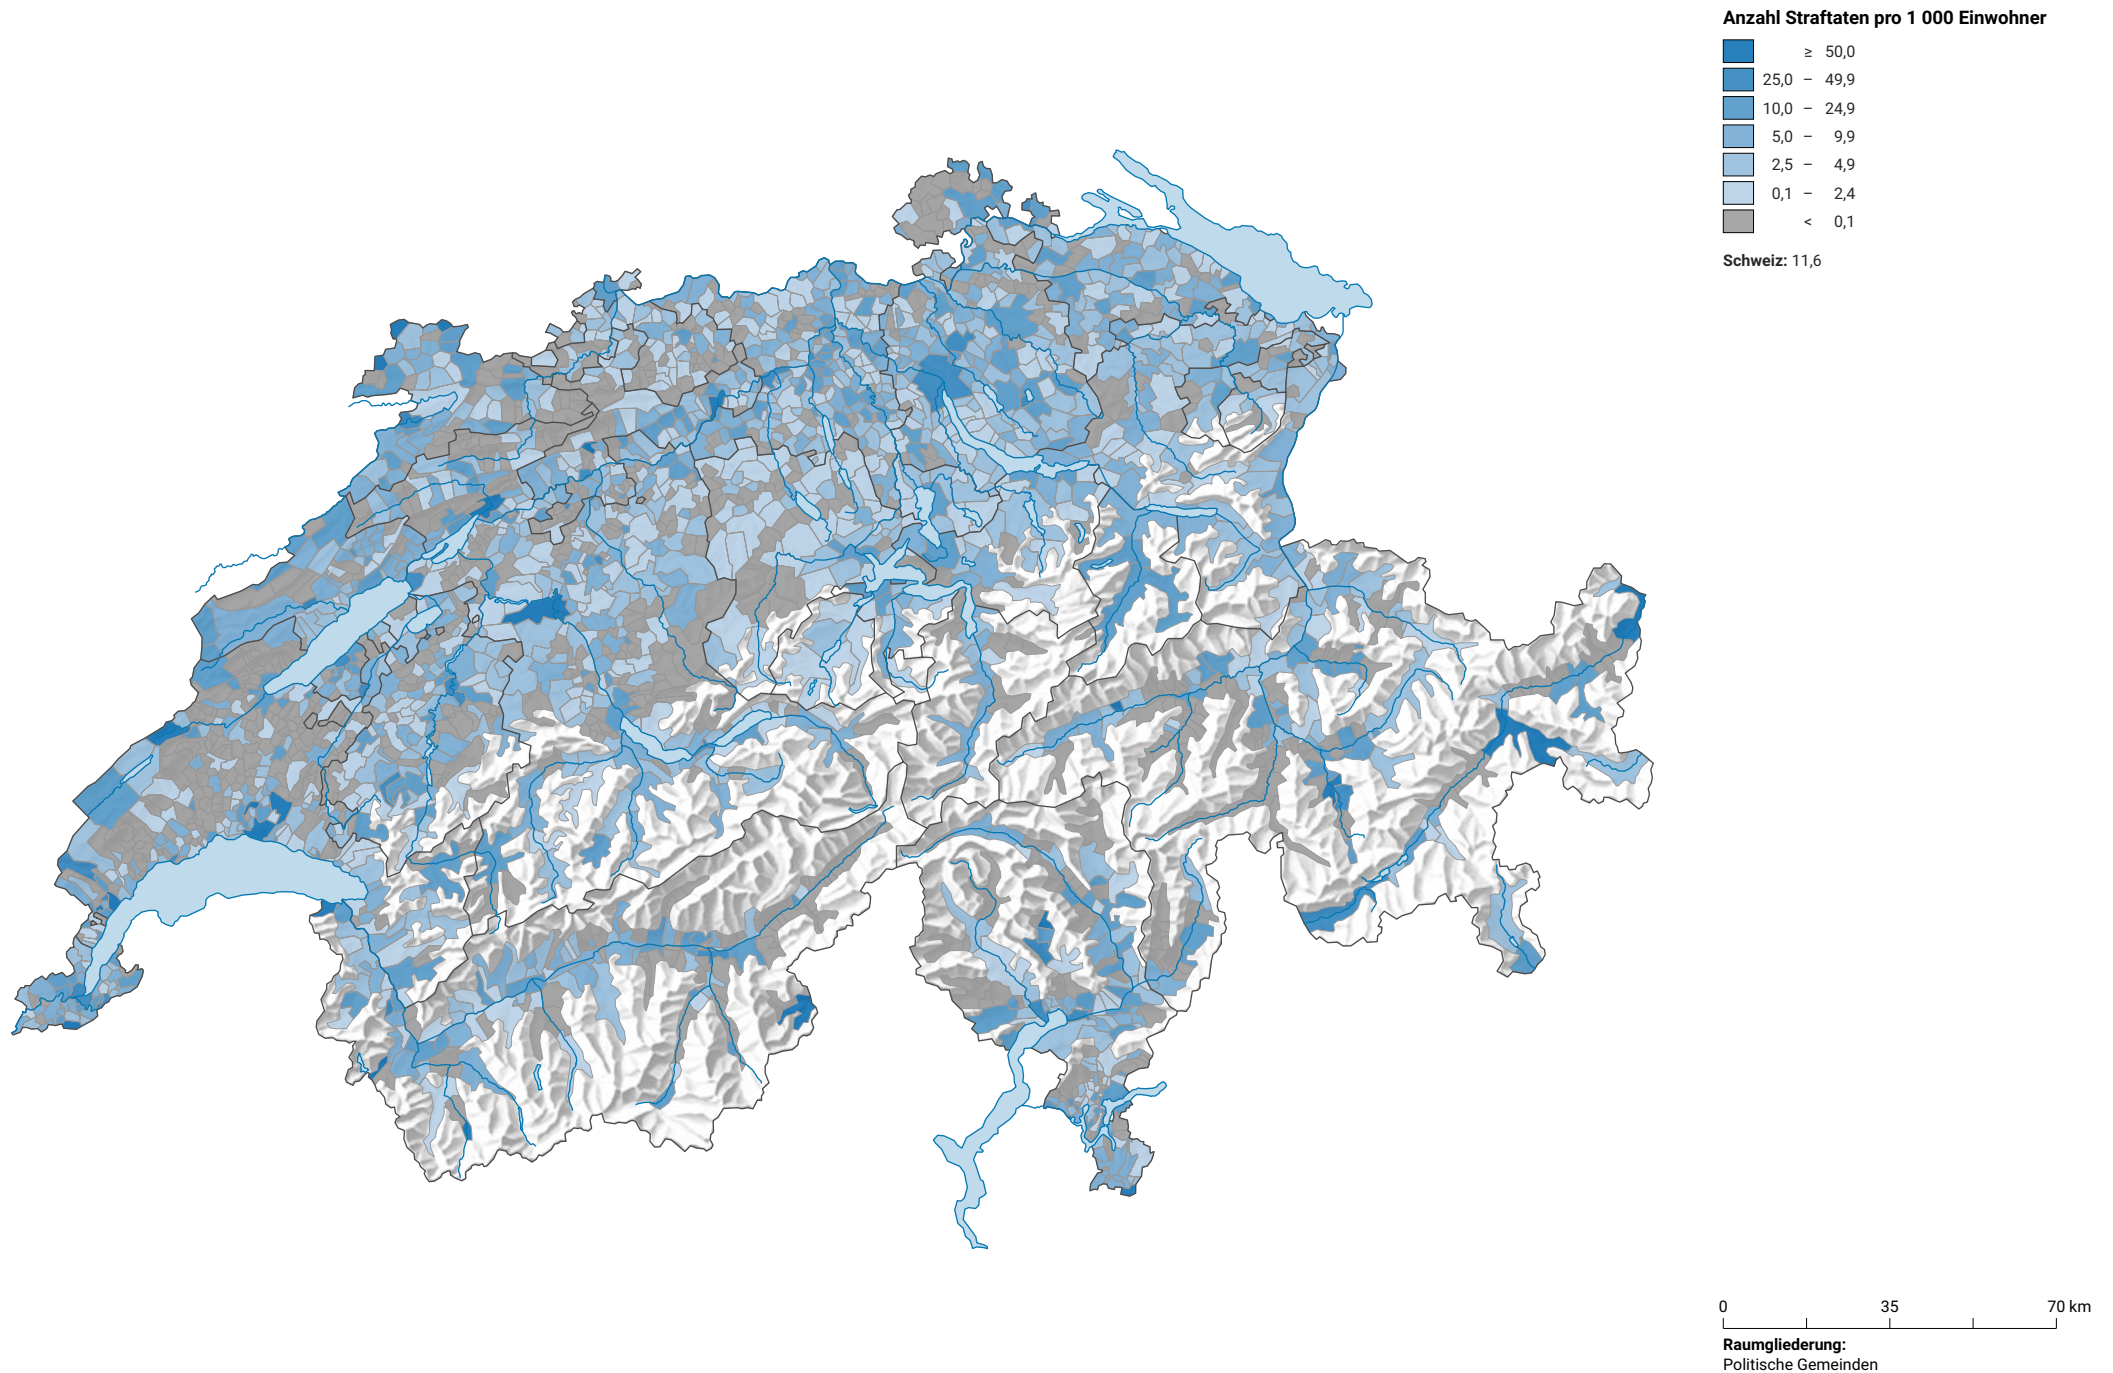 Anzahl Straftaten pro 1 000 Einwohner
≥ 50,0
25,0 – 49,9
10,0 – 24,9
5,0 – 9,9
2,5 – 4,9
0,1 – 2,4
< 0,1
Schweiz: 11,6
0 35 70 km
Raumgliederung:
Politische Gemeinden